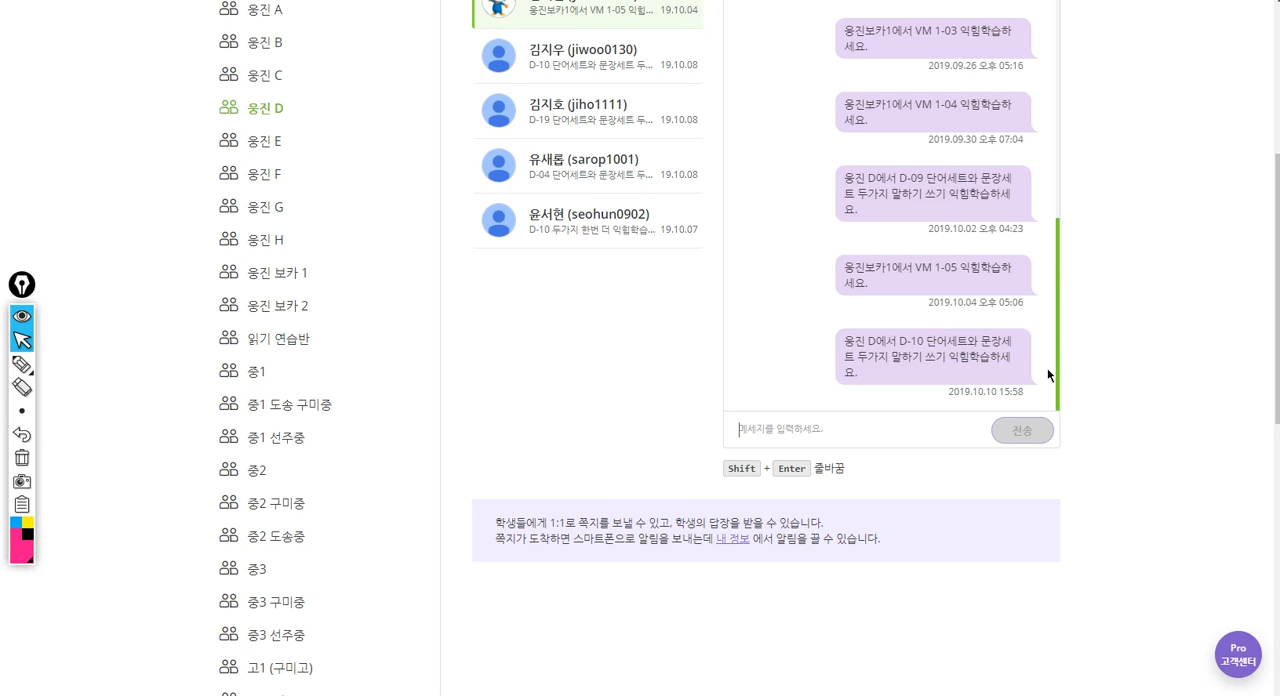 웅진 A
웅진 B
웅진 C
웅진 D
웅진 E
웅진 F
웅진 G
웅진 H
웅진 보카 1
웅진 보카 2
읽기 연습반
중1
중1 도송 구미중
중1 선주중
중2
중2 구미중
중2 도송중
중3
중3 구미중
중3 선주중
고1 (구미고)
웅진보카1에서 VM 1-05 익힘... 19.10.04
김지우 (jiwoo0130)
D-10 단어세트와 문장세트 두... 19.10.08
김지호 (jiho1111)
D-19 단어세트와 문장세트 두... 19.10.08
유새롭 (sarop1001)
D-04 단어세트와 문장세트 두... 19.10.08
윤서현 (seohun0902)
D-10 두가지 한번 더 익힘학습... 19.10.07
웅진보카1에서 VM 1-03 익힘학습하
세요.
2019.09.26 오후 05:16
웅진보카1에서 VM 1-04 익힘학습하
세요.
2019.09.30 오후 07:04
웅진 D에서 D-09 단어세트와 문장세
트 두가지 말하기 쓰기 익힘학습하세
요.
2019.10.02 오후 04:23
웅진보카1에서 VM 1-05 익힘학습하
세요.
2019.10.04 오후 05:06
웅진 D에서 D-10 단어세트와 문장세
트 두가지 말하기 쓰기 익힘학습하세
요.
2019.10.10 15:58
메세지를 입력하세요. 전송
Shift + Enter 줄바꿈
학생들에게 1:1로 쪽지를 보낼 수 있고, 학생의 답장을 받을 수 있습니다.
쪽지가 도착하면 스마트폰으로 알림을 보내는데 내 정보 에서 알림을 끌 수 있습니다.
Pro
고객센터